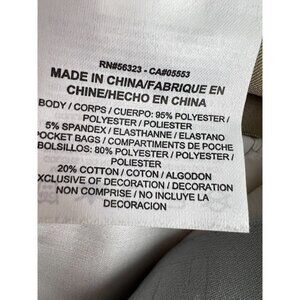 RN#56323 - CA#05553
MADE IN CHINA/FABRIQUE EN
CHINE/HECHO EN CHINA
BODY / CORPS / CUERPO: 95% POLYESTER /
POLYESTER / POLIESTER
5% SPANDEX / ELASTHANNE / ELASTANO
POCKET BAGS / COMPARTIMENTS DE POCHE
BOLSILLOS: 80% POLYESTER / POLYESTER /
POLIESTER
20% COTTON / COTON / ALGODON
EXCLUSIVE OF DECORATION / DECORATION
NON COMPRISE / NO INCLUYE LA
DECORACION